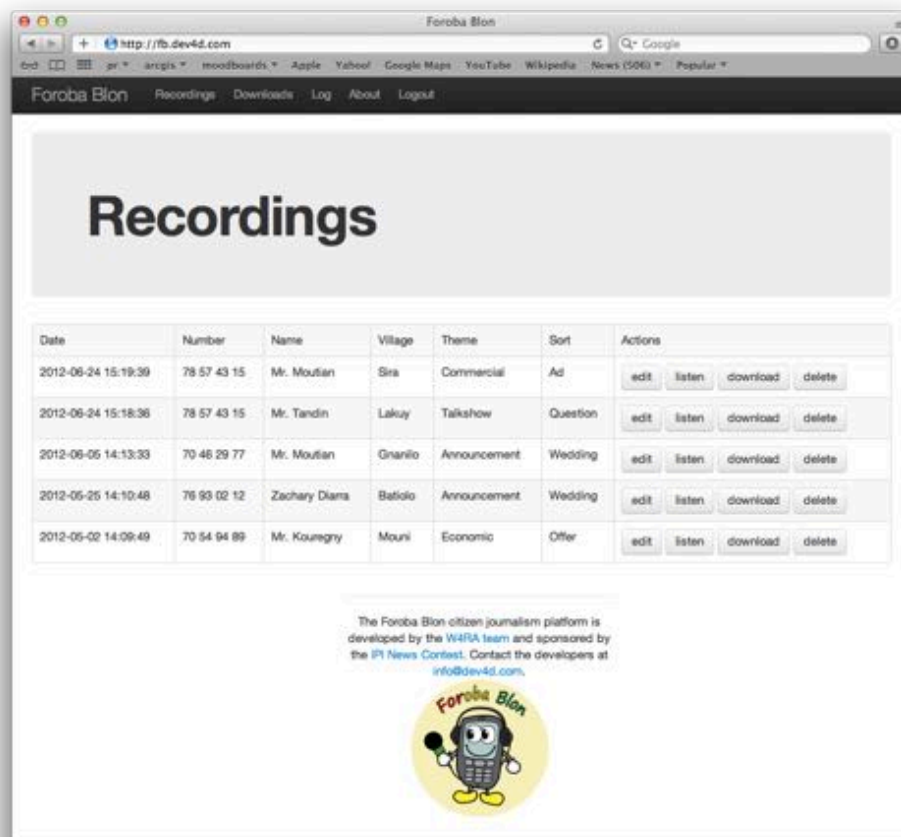 Foroba Blon
http://fb.dev4d.com
Google
pr arcgis moodboards Apple Yahoo! Google Maps YouTube Wikipedia News (506) Popular
Foroba Blon Recordings Downloads Log About Logout
Recordings
Date Number Name Village Theme Sort Actions
2012-06-24 15:19:39 78 57 43 15 Mr. Moutian Sira Commercial Ad edit listen download delete
2012-06-24 15:18:36 78 57 43 15 Mr. Tandin Lakuy Talkshow Question edit listen download delete
2012-06-05 14:13:33 70 46 29 77 Mr. Moutian Gnanilo Announcement Wedding edit listen download delete
2012-05-25 14:10:48 76 93 02 12 Zachary Diarra Batiolo Announcement Wedding edit listen download delete
2012-05-02 14:09:49 70 54 94 89 Mr. Kouregny Mouni Economic Offer edit listen download delete
The Foroba Blon citizen journalism platform is
developed by the W4RA team and sponsored by
the IPI News Contest. Contact the developers at
info@dev4d.com.
Foroba Blon